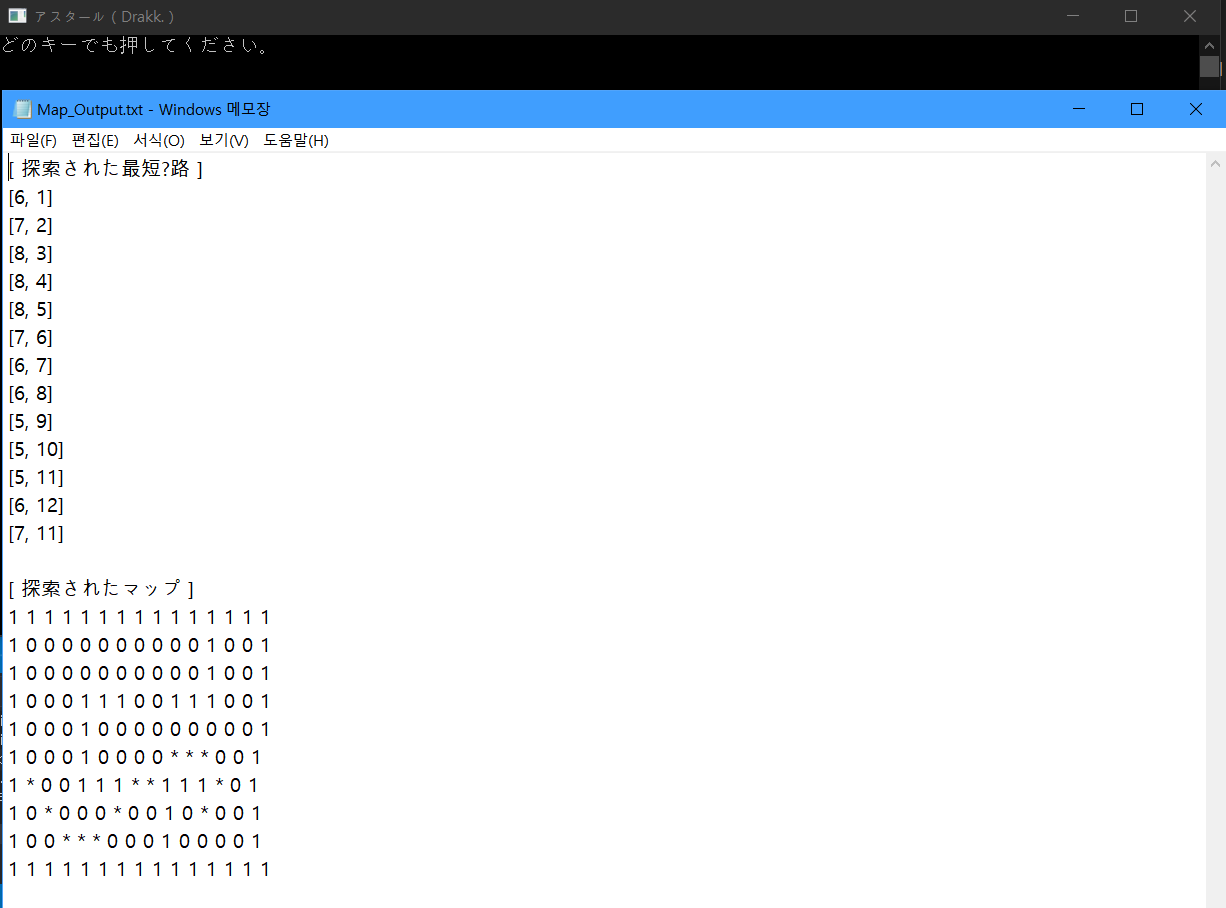 アスタール ( Drakk. )
どのキーでも押してください。
Map_Output.txt - Windows 메모장
파일(F) 편집(E) 서식(O) 보기(V) 도움말(H)
[ 探索された最短?路 ]
[6, 1]
[7, 2]
[8, 3]
[8, 4]
[8, 5]
[7, 6]
[6, 7]
[6, 8]
[5, 9]
[5, 10]
[5, 11]
[6, 12]
[7, 11]
[ 探索されたマップ ]
1 1 1 1 1 1 1 1 1 1 1 1 1 1 1
1 0 0 0 0 0 0 0 0 0 0 1 0 0 1
1 0 0 0 0 0 0 0 0 0 0 1 0 0 1
1 0 0 0 1 1 1 0 0 1 1 1 0 0 1
1 0 0 0 1 0 0 0 0 0 0 0 0 0 1
1 0 0 0 1 0 0 0 0 * * * 0 0 1
1 * 0 0 1 1 1 * * 1 1 1 * 0 1
1 0 * 0 0 0 * 0 0 1 0 * 0 0 1
1 0 0 * * * 0 0 0 1 0 0 0 0 1
1 1 1 1 1 1 1 1 1 1 1 1 1 1 1